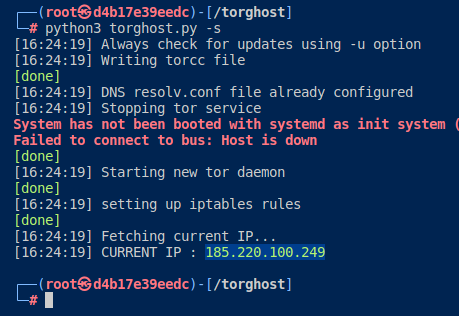 ┌──(root㉿d4b17e39eedc)-[/torghost]
└─# python3 torghost.py -s
[16:24:19] Always check for updates using -u option
[16:24:19] Writing torcc file
[done]
[16:24:19] DNS resolv.conf file already configured
[16:24:19] Stopping tor service
System has not been booted with systemd as init system (
Failed to connect to bus: Host is down
[done]
[16:24:19] Starting new tor daemon
[done]
[16:24:19] setting up iptables rules
[done]
[16:24:19] Fetching current IP...
[16:24:19] CURRENT IP : 185.220.100.249
┌──(root㉿d4b17e39eedc)-[/torghost]
└─#